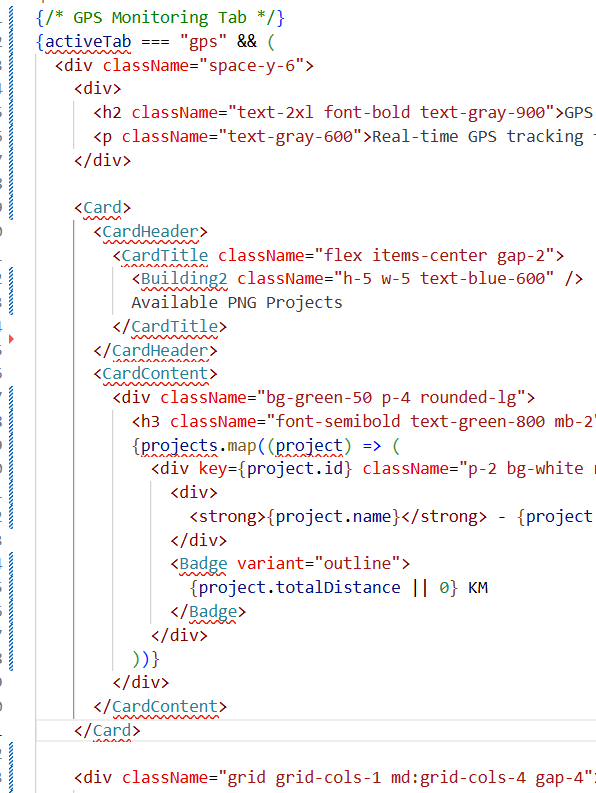 {/* GPS Monitoring Tab */}
{activeTab === "gps" && (
<div className="space-y-6">
<div>
<h2 className="text-2xl font-bold text-gray-900">GPS
<p className="text-gray-600">Real-time GPS tracking
</div>
<Card>
<CardHeader>
<CardTitle className="flex items-center gap-2">
<Building2 className="h-5 w-5 text-blue-600" />
Available PNG Projects
</CardTitle>
</CardHeader>
<CardContent>
<div className="bg-green-50 p-4 rounded-lg">
<h3 className="font-semibold text-green-800 mb-2"
{projects.map((project) => (
<div key={project.id} className="p-2 bg-white
<div>
<strong>{project.name}</strong> - {project
</div>
<Badge variant="outline">
{project.totalDistance || 0} KM
</Badge>
</div>
))}
</div>
</CardContent>
</Card>
<div className="grid grid-cols-1 md:grid-cols-4 gap-4"